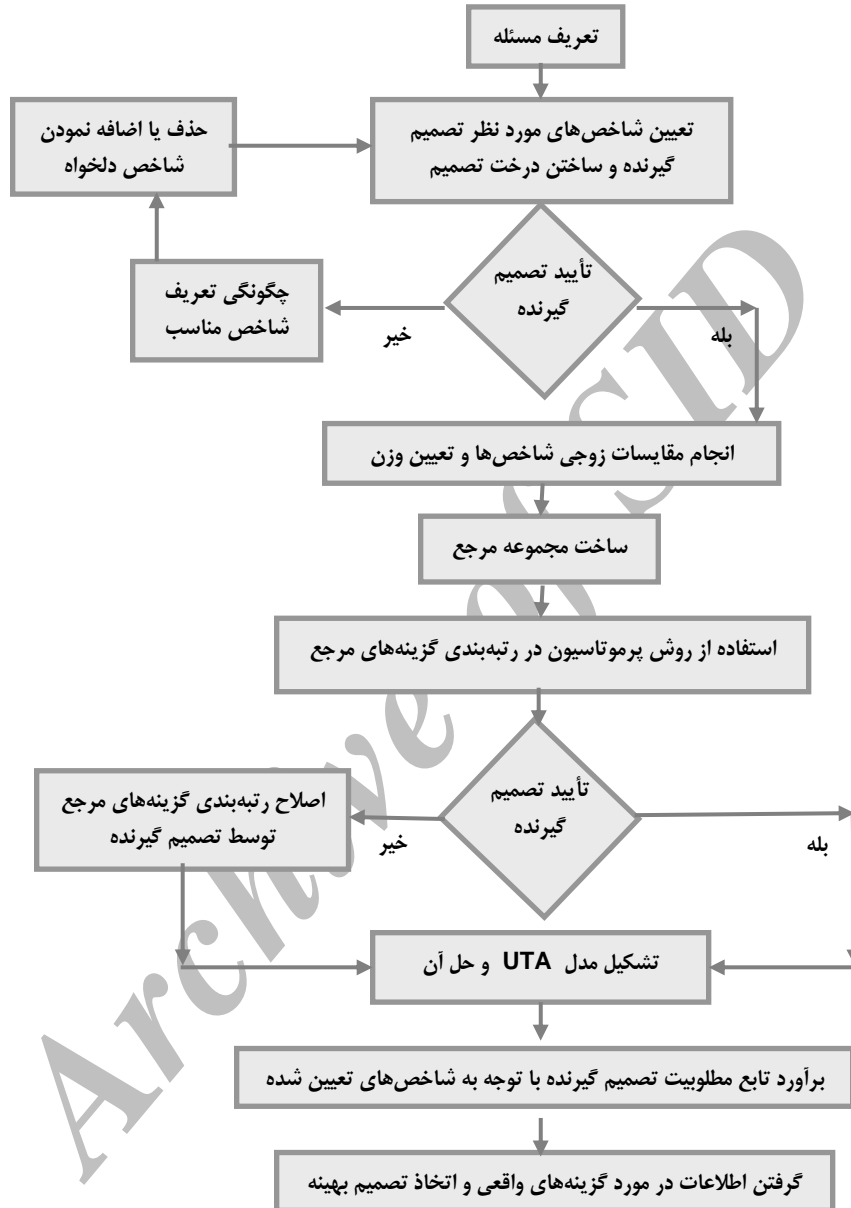 تعریف مسئله
تعیین شاخص‌های مورد نظر تصمیم
گیرنده و ساختن درخت تصمیم
حذف یا اضافه نمودن
شاخص دلخواه
چگونگی تعریف
شاخص مناسب
تأیید تصمیم
گیرنده
خیر
بله
انجام مقایسات زوجی شاخص‌ها و تعیین وزن
ساخت مجموعه مرجع
استفاده از روش پرموتاسیون در رتبه‌بندی گزینه‌های مرجع
تأیید تصمیم
گیرنده
اصلاح رتبه‌بندی گزینه‌های مرجع
توسط تصمیم گیرنده
خیر
بله
تشکیل مدل UTA و حل آن
برآورد تابع مطلوبیت تصمیم گیرنده با توجه به شاخص‌های تعیین شده
گرفتن اطلاعات در مورد گزینه‌های واقعی و اتخاذ تصمیم بهینه
Archive of SID